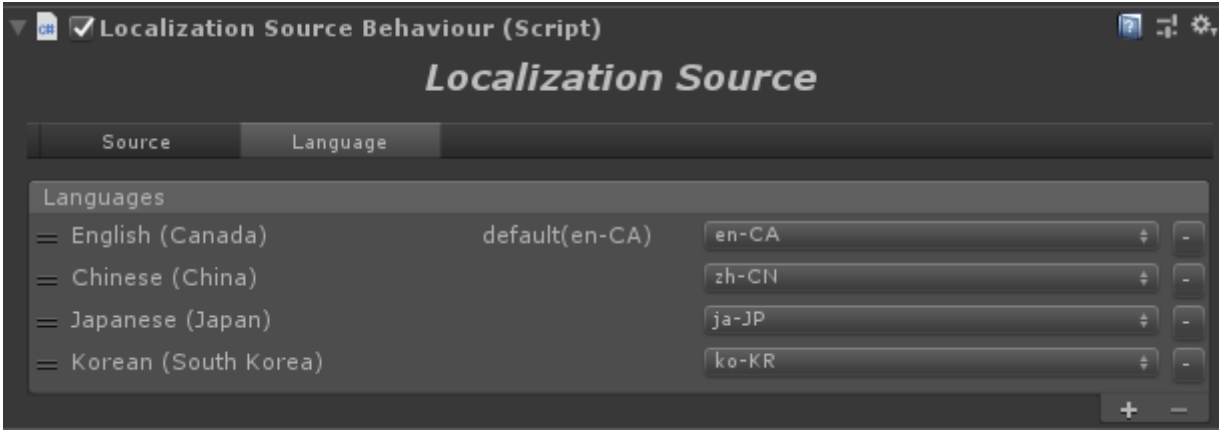 C# Localization Source Behaviour (Script)
Localization Source
Source Language
Languages
English (Canada) default(en-CA) en-CA -
Chinese (China) zh-CN -
Japanese (Japan) ja-JP -
Korean (South Korea) ko-KR -
+ -